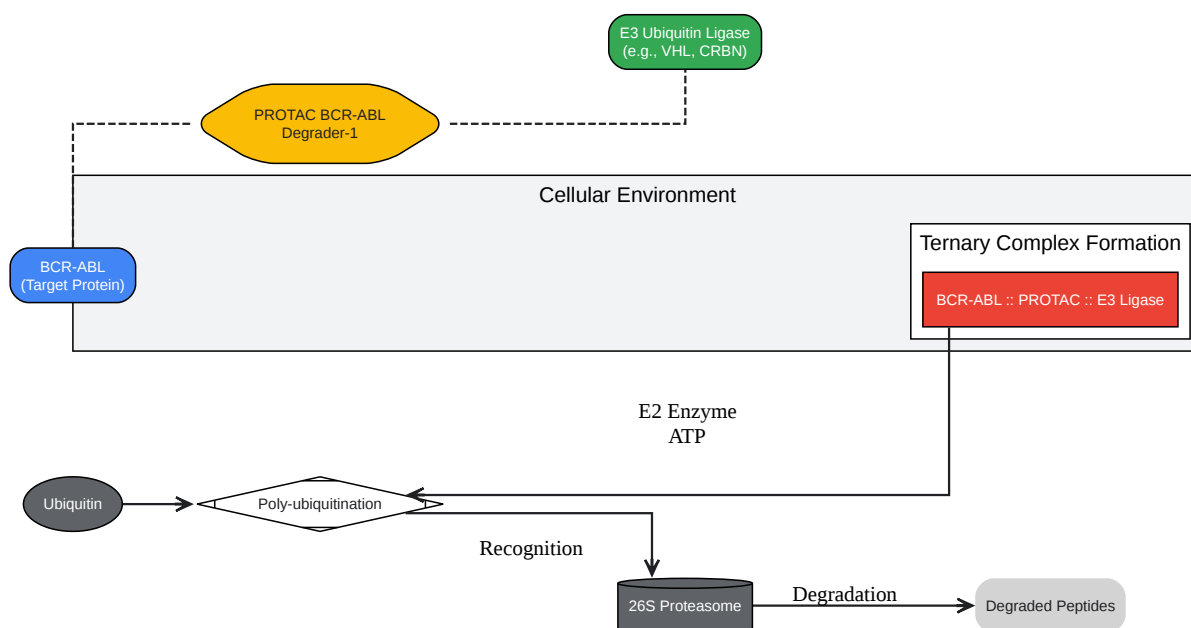 E3 Ubiquitin Ligase
(e.g., VHL, CRBN)
PROTAC BCR-ABL
Degrader-1
Cellular Environment
Ternary Complex Formation
BCR-ABL
(Target Protein)
BCR-ABL :: PROTAC :: E3 Ligase
E2 Enzyme
ATP
Ubiquitin
Poly-ubiquitination
Recognition
26S Proteasome
Degradation
Degraded Peptides